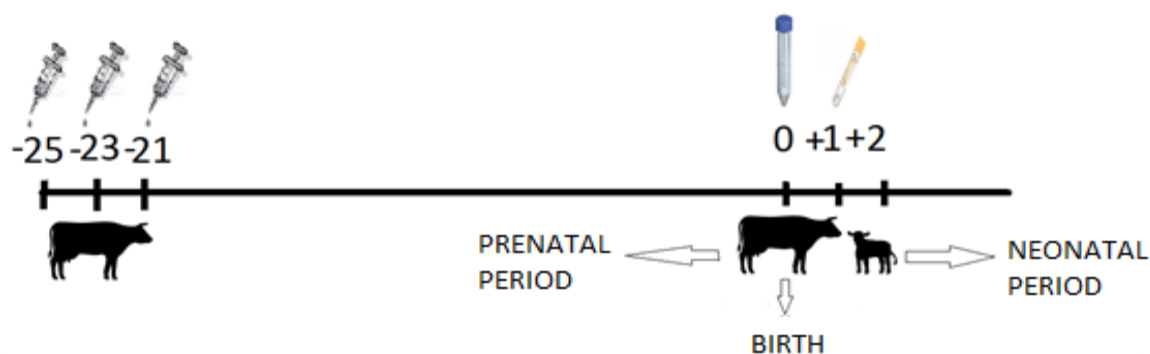 -25 -23 -21
0 +1 +2
PRENATAL
PERIOD
NEONATAL
PERIOD
BIRTH